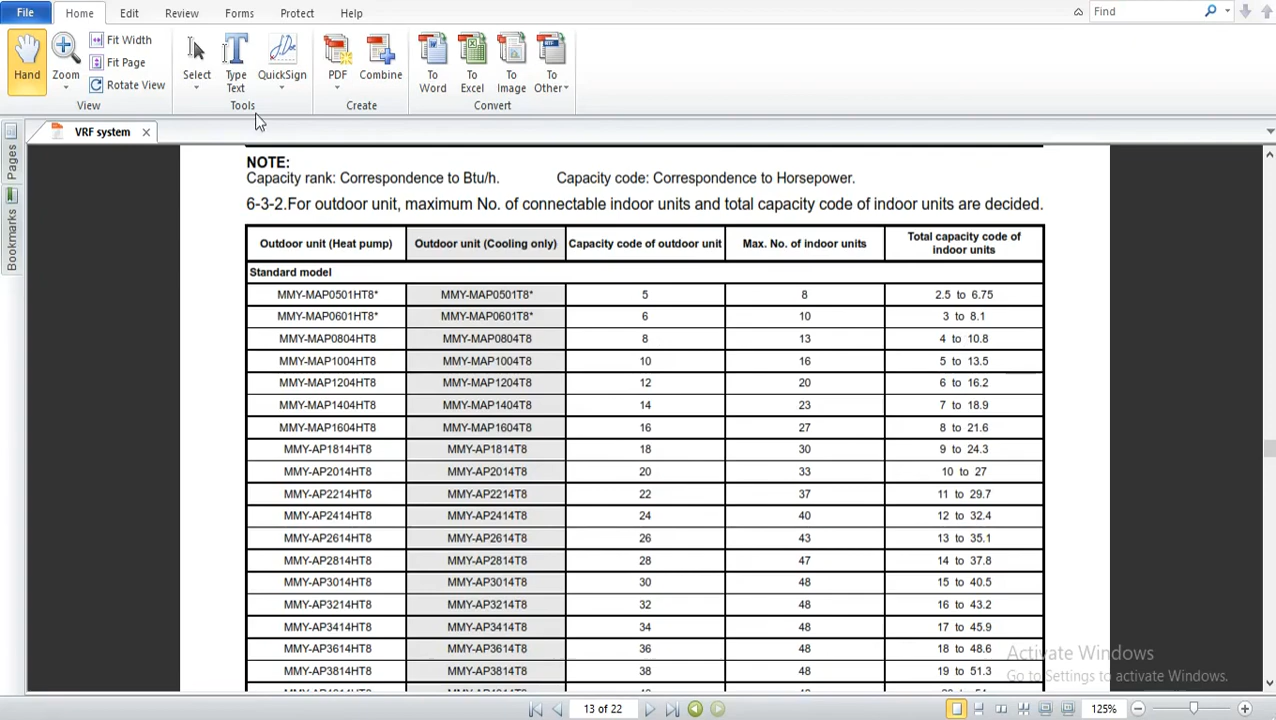 File Home Edit Review Forms Protect Help Find
Hand Zoom Fit Width Fit Page Rotate View Select Type Text QuickSign PDF Combine To Word To Excel To Image To Other
View Tools Create Convert
VRF system
Pages
Bookmarks
NOTE:
Capacity rank: Correspondence to Btu/h. Capacity code: Correspondence to Horsepower.
6-3-2.For outdoor unit, maximum No. of connectable indoor units and total capacity code of indoor units are decided.
Outdoor unit (Heat pump) Outdoor unit (Cooling only) Capacity code of outdoor unit Max. No. of indoor units Total capacity code of indoor units
Standard model
MMY-MAP0501HT8* MMY-MAP0501T8* 5 8 2.5 to 6.75
MMY-MAP0601HT8* MMY-MAP0601T8* 6 10 3 to 8.1
MMY-MAP0804HT8 MMY-MAP0804T8 8 13 4 to 10.8
MMY-MAP1004HT8 MMY-MAP1004T8 10 16 5 to 13.5
MMY-MAP1204HT8 MMY-MAP1204T8 12 20 6 to 16.2
MMY-MAP1404HT8 MMY-MAP1404T8 14 23 7 to 18.9
MMY-MAP1604HT8 MMY-MAP1604T8 16 27 8 to 21.6
MMY-AP1814HT8 MMY-AP1814T8 18 30 9 to 24.3
MMY-AP2014HT8 MMY-AP2014T8 20 33 10 to 27
MMY-AP2214HT8 MMY-AP2214T8 22 37 11 to 29.7
MMY-AP2414HT8 MMY-AP2414T8 24 40 12 to 32.4
MMY-AP2614HT8 MMY-AP2614T8 26 43 13 to 35.1
MMY-AP2814HT8 MMY-AP2814T8 28 47 14 to 37.8
MMY-AP3014HT8 MMY-AP3014T8 30 48 15 to 40.5
MMY-AP3214HT8 MMY-AP3214T8 32 48 16 to 43.2
MMY-AP3414HT8 MMY-AP3414T8 34 48 17 to 45.9
MMY-AP3614HT8 MMY-AP3614T8 36 48 18 to 48.6
MMY-AP3814HT8 MMY-AP3814T8 38 48 19 to 51.3
Activate Windows
Go to Settings to activate Windows.
13 of 22 125%